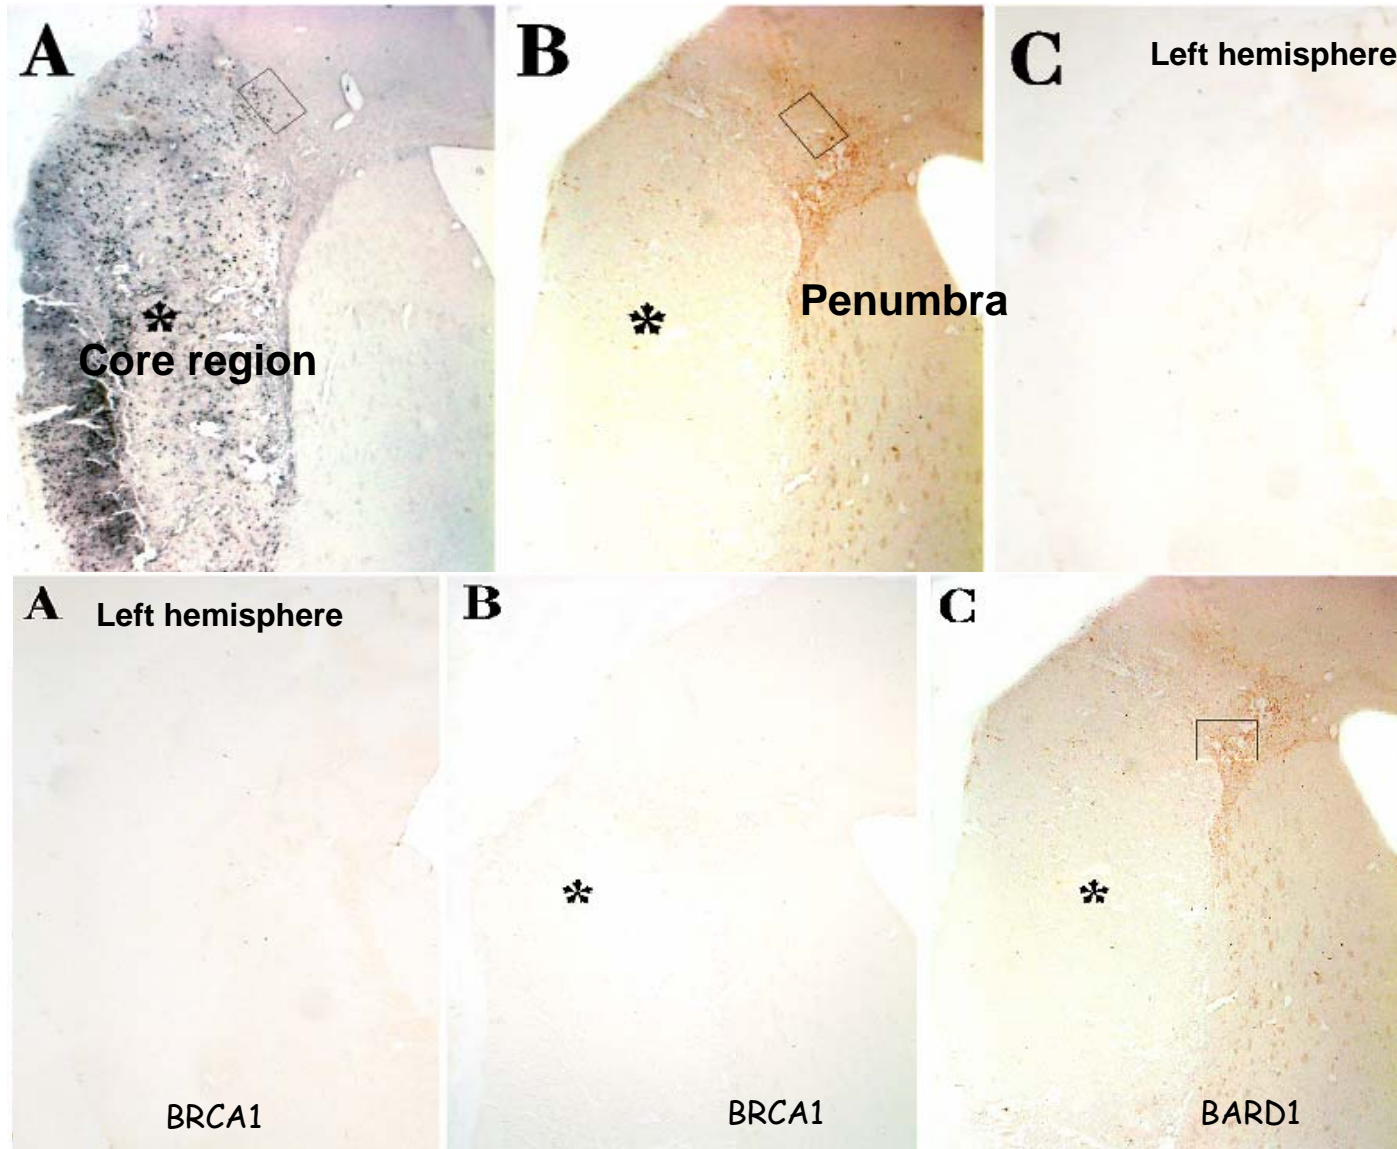 A
B
C
Left hemisphere
*
Core region
*
Penumbra
A
Left hemisphere
B
C
*
*
BRCA1
BRCA1
BARD1